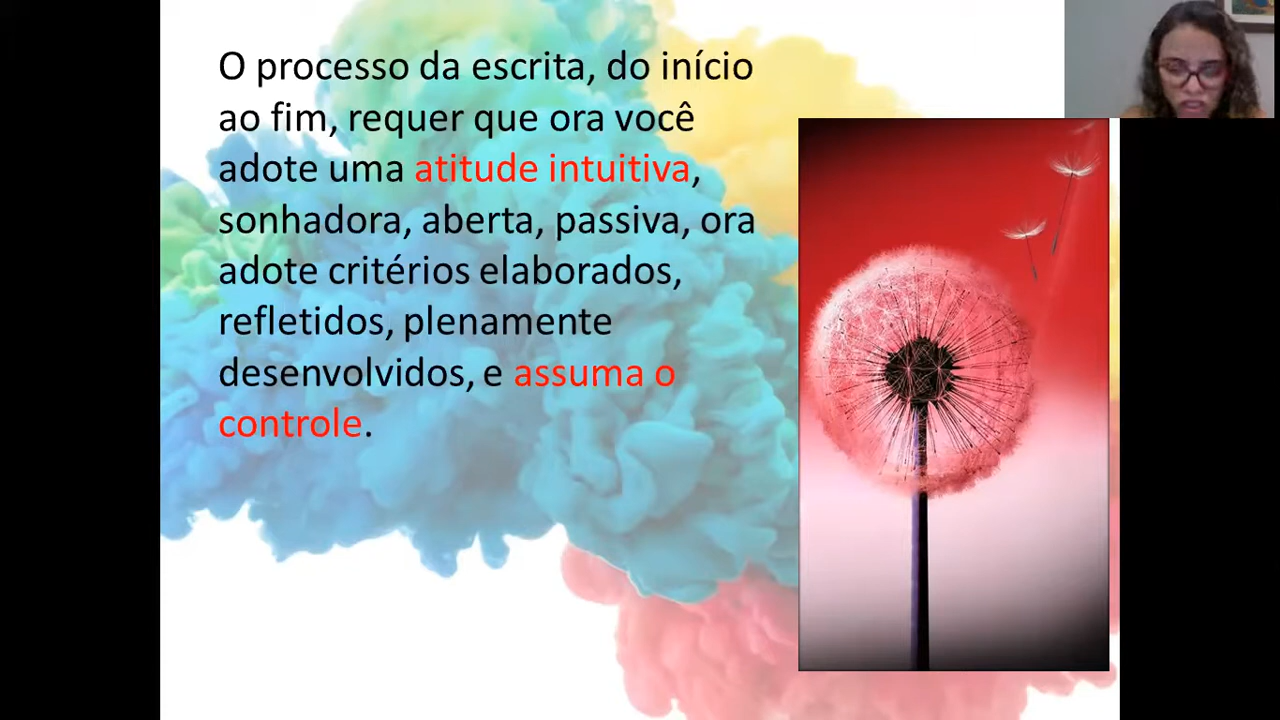 O processo da escrita, do início
ao fim, requer que ora você
adote uma atitude intuitiva,
sonhadora, aberta, passiva, ora
adote critérios elaborados,
refletidos, plenamente
desenvolvidos, e assuma o
controle.